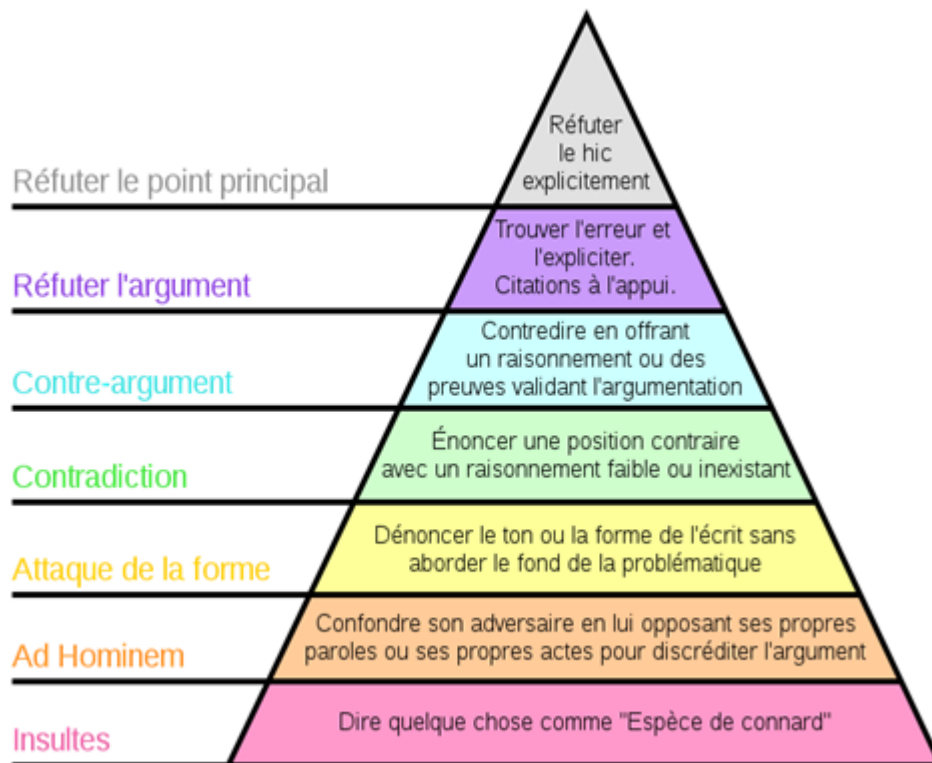 Réfuter
le hic
explicitement
Réfuter le point principal
Trouver l'erreur et
l'expliciter.
Citations à l'appui.
Réfuter l'argument
Contredire en offrant
un raisonnement ou des
preuves validant l'argumentation
Contre-argument
Énoncer une position contraire
avec un raisonnement faible ou inexistant
Contradiction
Dénoncer le ton ou la forme de l'écrit sans
aborder le fond de la problématique
Attaque de la forme
Confondre son adversaire en lui opposant ses propres
paroles ou ses propres actes pour discréditer l'argument
Ad Hominem
Dire quelque chose comme "Espèce de connard"
Insultes